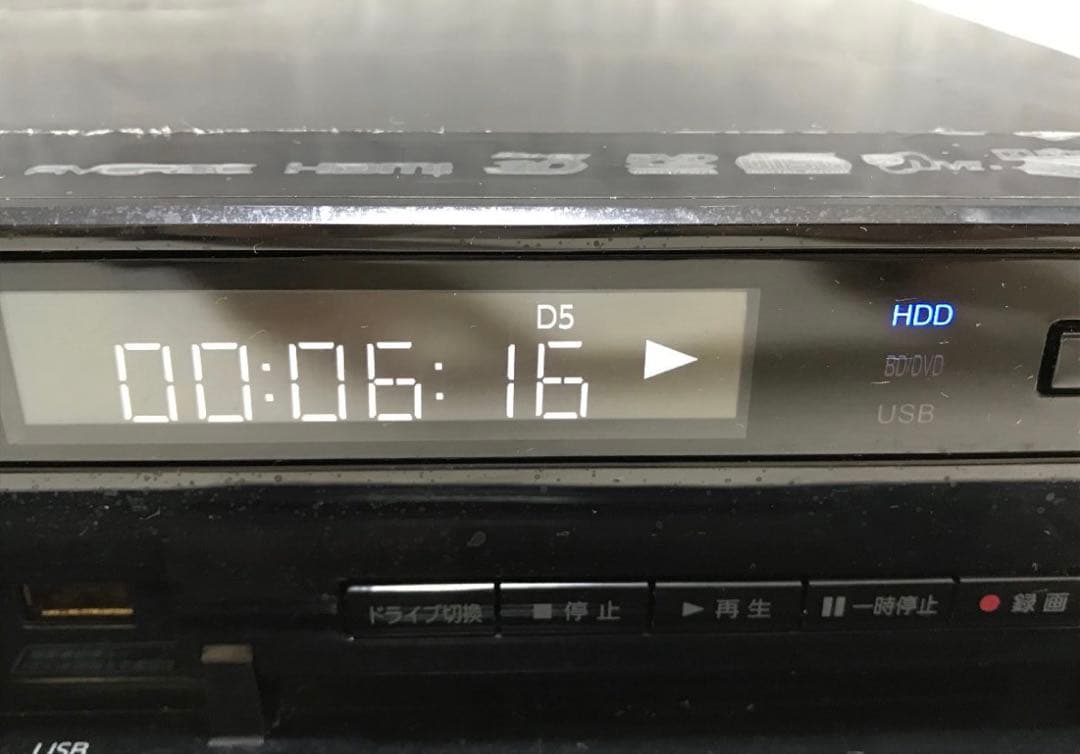 AVCREC HDMI
D5
00:06:16
HDD
BD/DVD
USB
ドライブ切換 ■停止 ▶再生 ❚❚一時停止 ●録画
USB